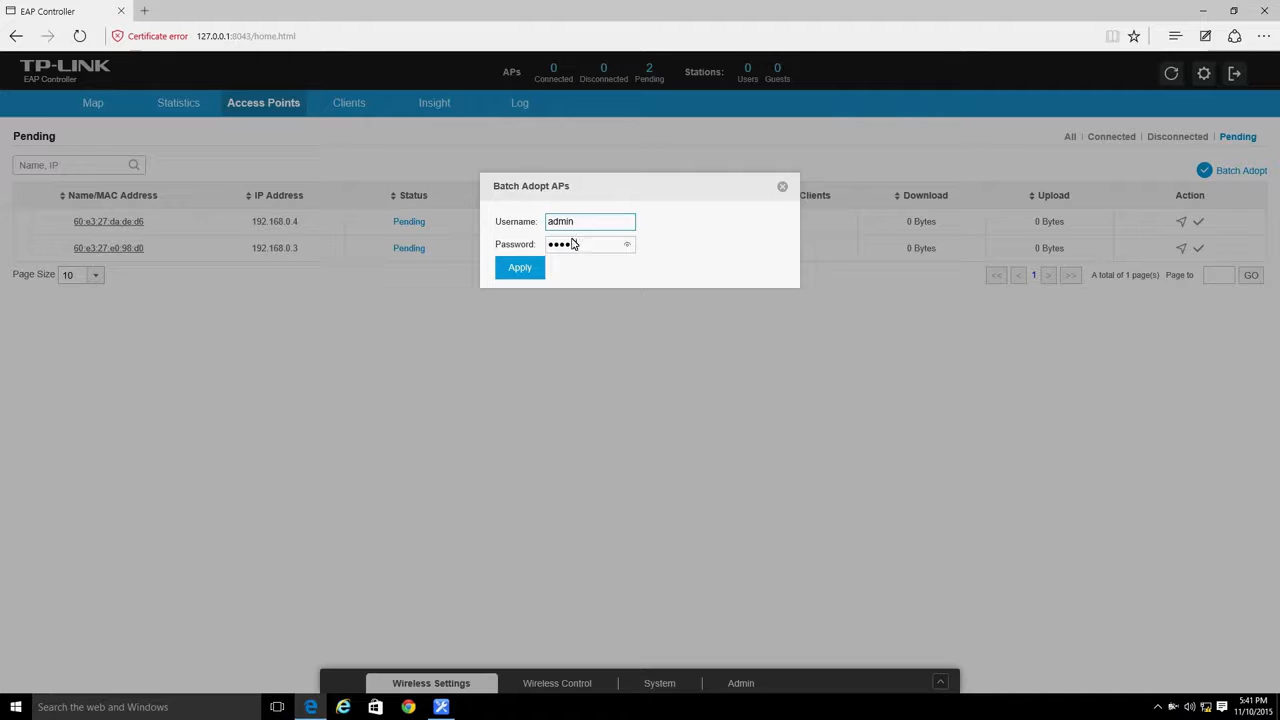 EAP Controller
Certificate error 127.0.0.1:8043/home.html
TP-LINK
EAP Controller
APs 0 Connected 0 Disconnected 2 Pending Stations: 0 Users 0 Guests
Map Statistics Access Points Clients Insight Log
Pending All | Connected | Disconnected | Pending
Name, IP
Batch Adopt
Name/MAC Address IP Address Status Clients Download Upload Action
60:e3:27:da:de:d6 192.168.0.4 Pending 0 Bytes 0 Bytes
60:e3:27:e0:98:d0 192.168.0.3 Pending 0 Bytes 0 Bytes
Page Size 10 << < 1 > >> A total of 1 page(s) Page to GO
Batch Adopt APs
Username: admin
Password: ••••
Apply
Wireless Settings Wireless Control | System | Admin
Search the web and Windows
5:41 PM
11/10/2015